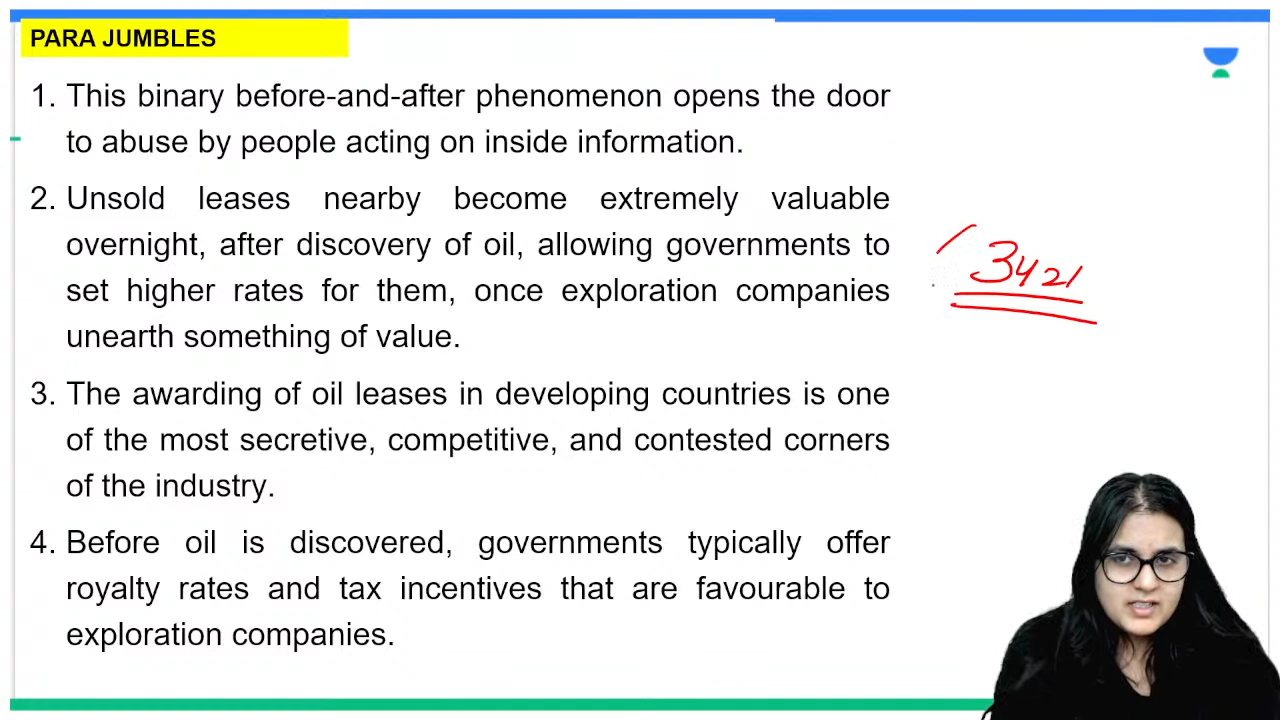 PARA JUMBLES
1. This binary before-and-after phenomenon opens the door
to abuse by people acting on inside information.
2. Unsold leases nearby become extremely valuable
overnight, after discovery of oil, allowing governments to
set higher rates for them, once exploration companies
unearth something of value.
3. The awarding of oil leases in developing countries is one
of the most secretive, competitive, and contested corners
of the industry.
4. Before oil is discovered, governments typically offer
royalty rates and tax incentives that are favourable to
exploration companies.
3421